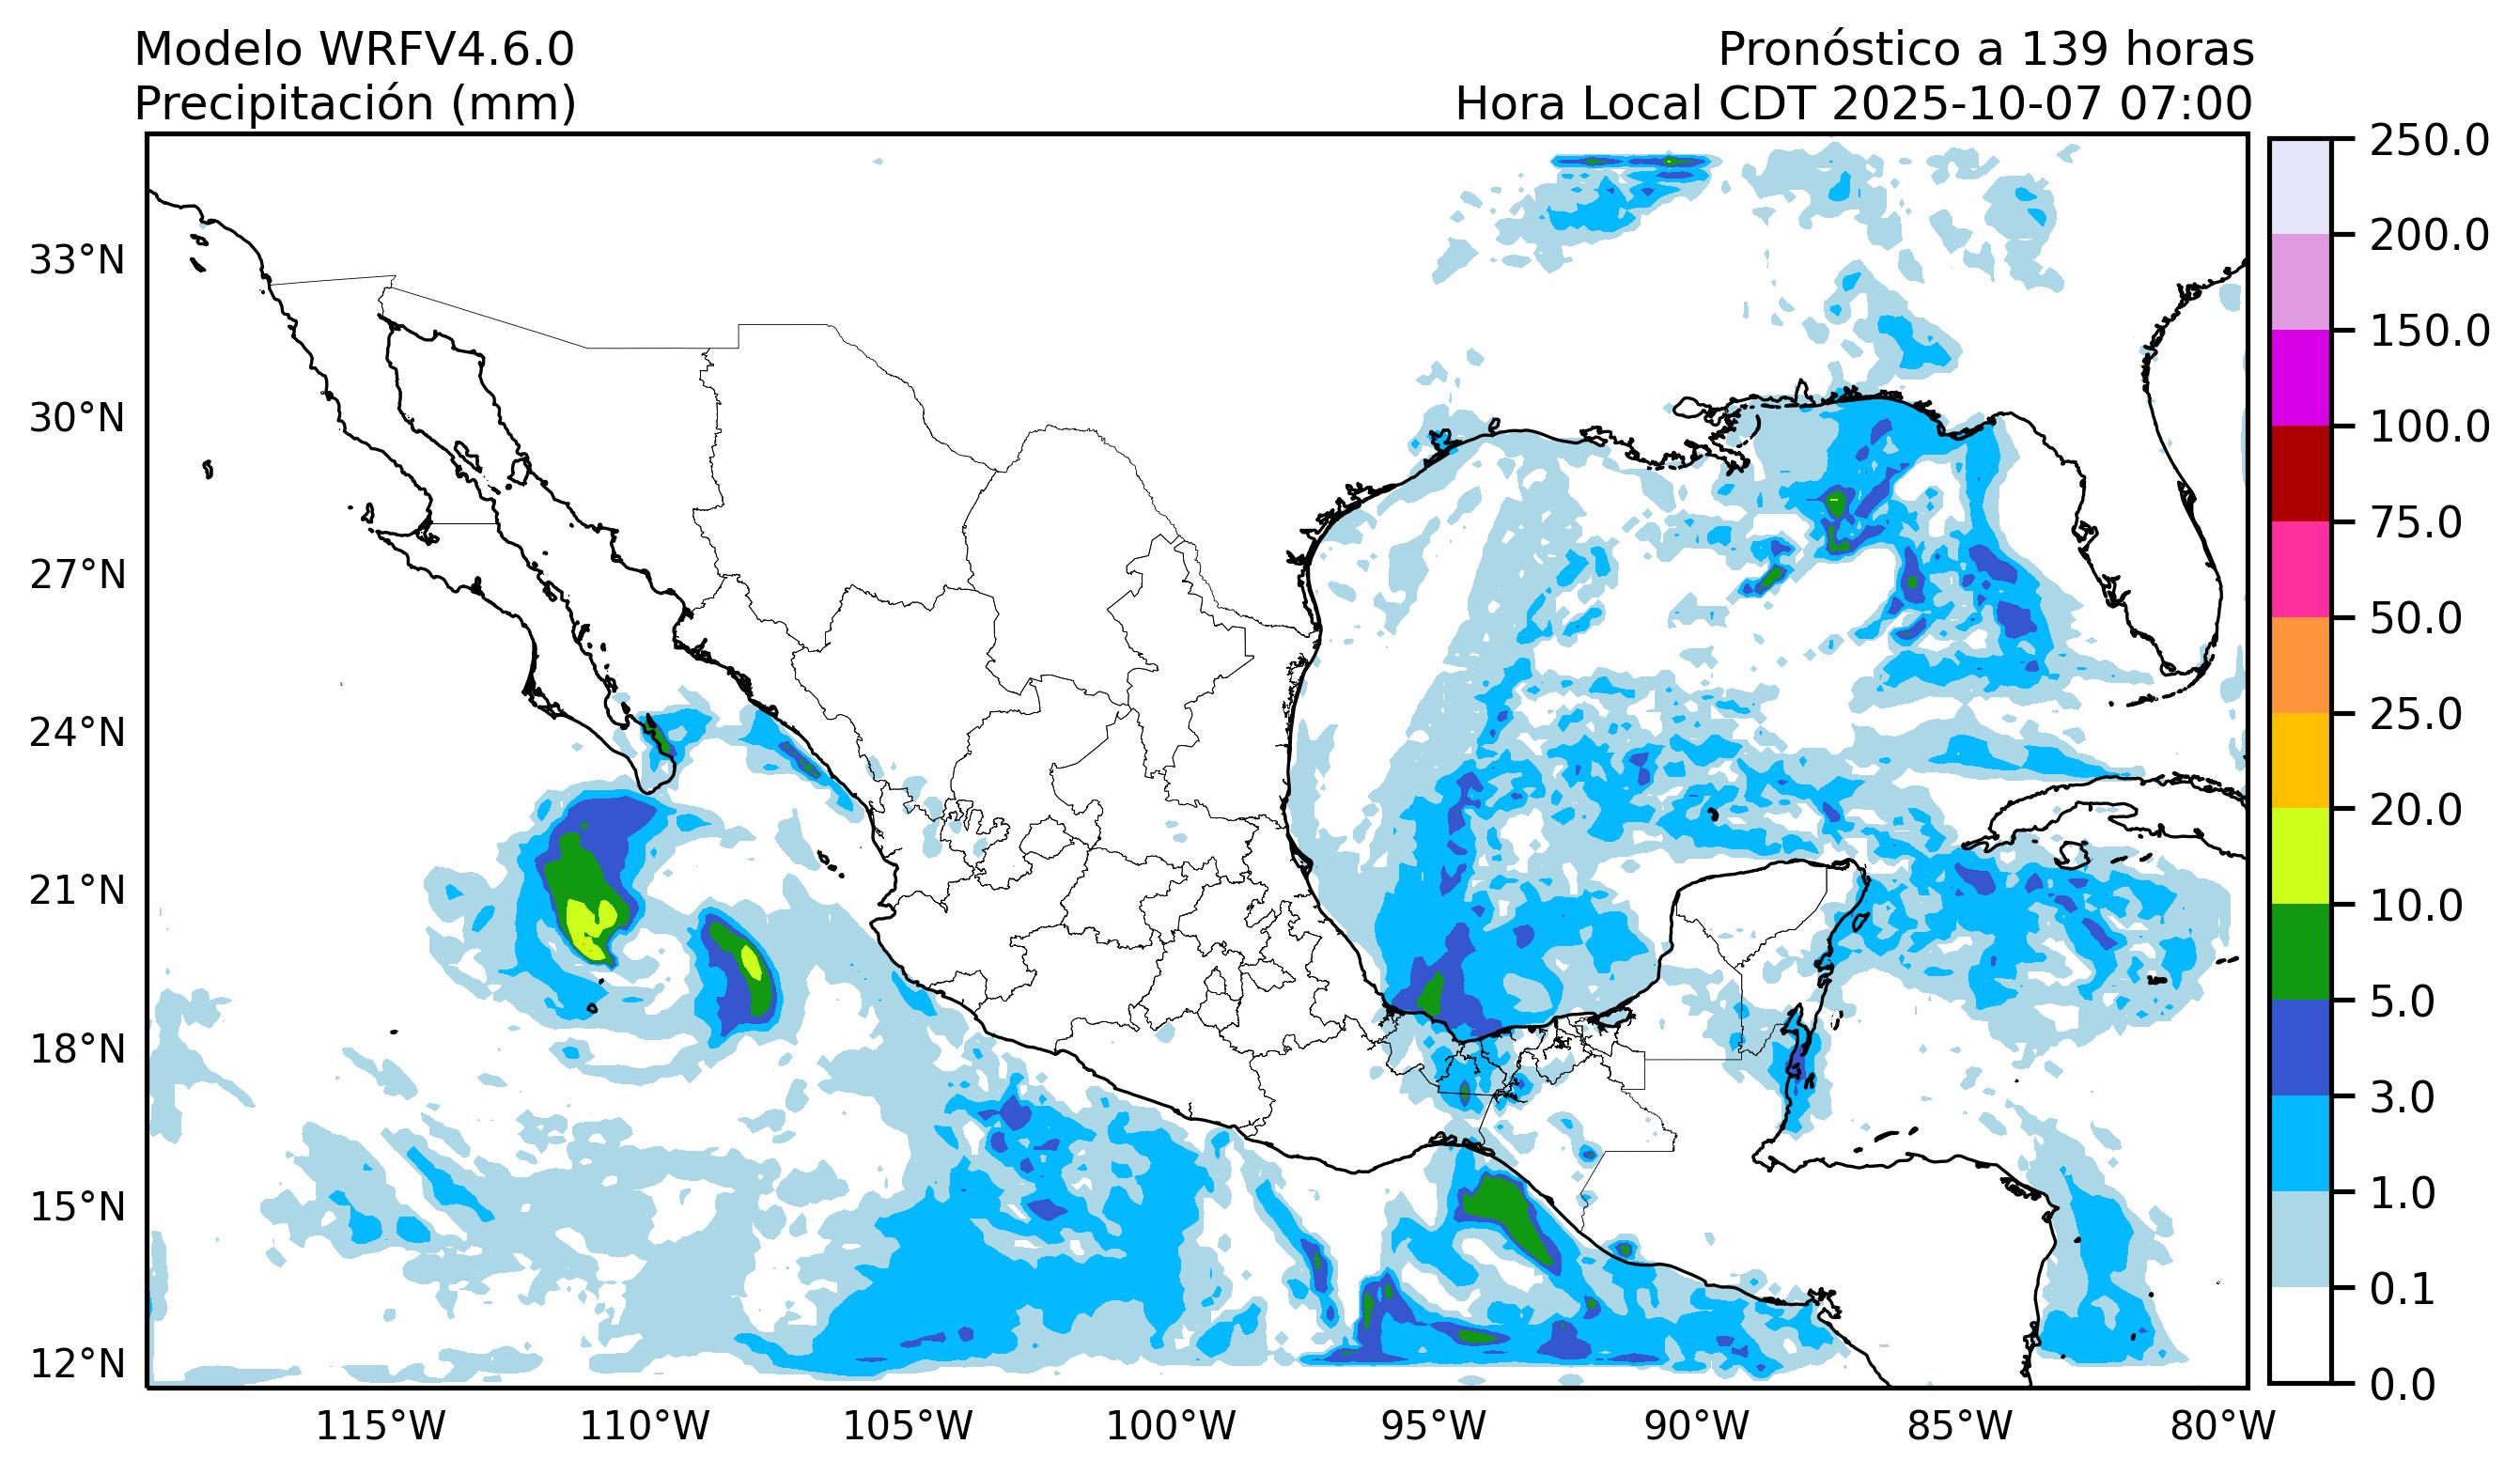 Modelo WRFV4.6.0
Precipitación (mm)
Pronóstico a 139 horas
Hora Local CDT 2025-10-07 07:00
33°N
30°N
27°N
24°N
21°N
18°N
15°N
12°N
115°W
110°W
105°W
100°W
95°W
90°W
85°W
80°W
250.0
200.0
150.0
100.0
75.0
50.0
25.0
20.0
10.0
5.0
3.0
1.0
0.1
0.0